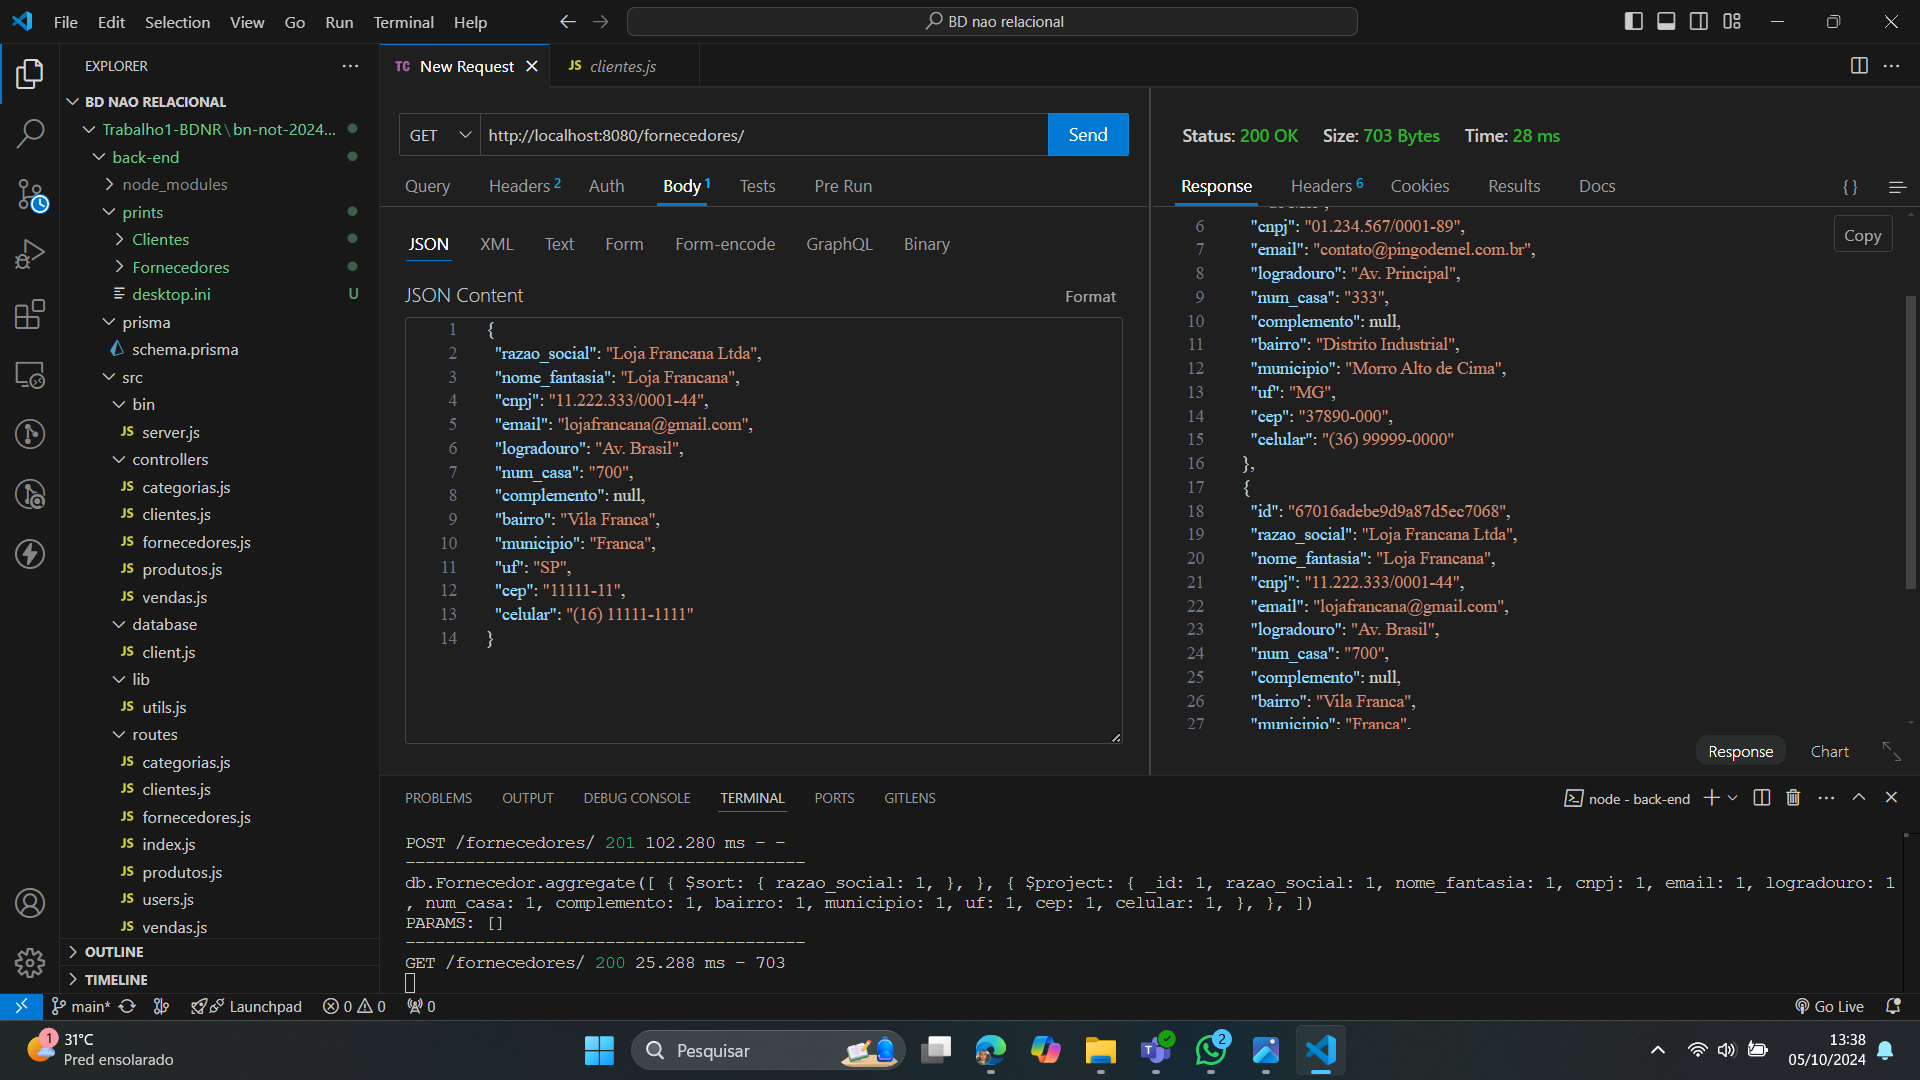 File Edit Selection View Go Run Terminal Help
BD nao relacional
EXPLORER
BD NAO RELACIONAL
Trabalho1-BDNR\bn-not-2024...
back-end
node_modules
prints
Clientes
Fornecedores
desktop.ini U
prisma
schema.prisma
src
bin
JS server.js
controllers
JS categorias.js
JS clientes.js
JS fornecedores.js
JS produtos.js
JS vendas.js
database
JS client.js
lib
JS utils.js
routes
JS categorias.js
JS clientes.js
JS fornecedores.js
JS index.js
JS produtos.js
JS users.js
JS vendas.js
OUTLINE
TIMELINE
TC New Request
JS clientes.js
GET http://localhost:8080/fornecedores/ Send
Query Headers 2 Auth Body 1 Tests Pre Run
JSON XML Text Form Form-encode GraphQL Binary
JSON Content Format
1 {
2 "razao_social": "Loja Francana Ltda",
3 "nome_fantasia": "Loja Francana",
4 "cnpj": "11.222.333/0001-44",
5 "email": "lojafrancana@gmail.com",
6 "logradouro": "Av. Brasil",
7 "num_casa": "700",
8 "complemento": null,
9 "bairro": "Vila Franca",
10 "municipio": "Franca",
11 "uf": "SP",
12 "cep": "11111-11",
13 "celular": "(16) 11111-1111"
14 }
Status: 200 OK Size: 703 Bytes Time: 28 ms
Response Headers 6 Cookies Results Docs { }
Copy
6 "cnpj": "01.234.567/0001-89",
7 "email": "contato@pingodemel.com.br",
8 "logradouro": "Av. Principal",
9 "num_casa": "333",
10 "complemento": null,
11 "bairro": "Distrito Industrial",
12 "municipio": "Morro Alto de Cima",
13 "uf": "MG",
14 "cep": "37890-000",
15 "celular": "(36) 99999-0000"
16 },
17 {
18 "id": "67016adebe9d9a87d5ec7068",
19 "razao_social": "Loja Francana Ltda",
20 "nome_fantasia": "Loja Francana",
21 "cnpj": "11.222.333/0001-44",
22 "email": "lojafrancana@gmail.com",
23 "logradouro": "Av. Brasil",
24 "num_casa": "700",
25 "complemento": null,
26 "bairro": "Vila Franca",
27 "municipio": "Franca",
Response Chart
PROBLEMS OUTPUT DEBUG CONSOLE TERMINAL PORTS GITLENS
node - back-end
POST /fornecedores/ 201 102.280 ms - -
----------------------------------------
db.Fornecedor.aggregate([ { $sort: { razao_social: 1, }, }, { $project: { _id: 1, razao_social: 1, nome_fantasia: 1, cnpj: 1, email: 1, logradouro: 1
, num_casa: 1, complemento: 1, bairro: 1, municipio: 1, uf: 1, cep: 1, celular: 1, }, }, ])
PARAMS: []
----------------------------------------
GET /fornecedores/ 200 25.288 ms - 703
main* Launchpad 0 0 0
Go Live
1 31°C
Pred ensolarado
Pesquisar
2
13:38
05/10/2024